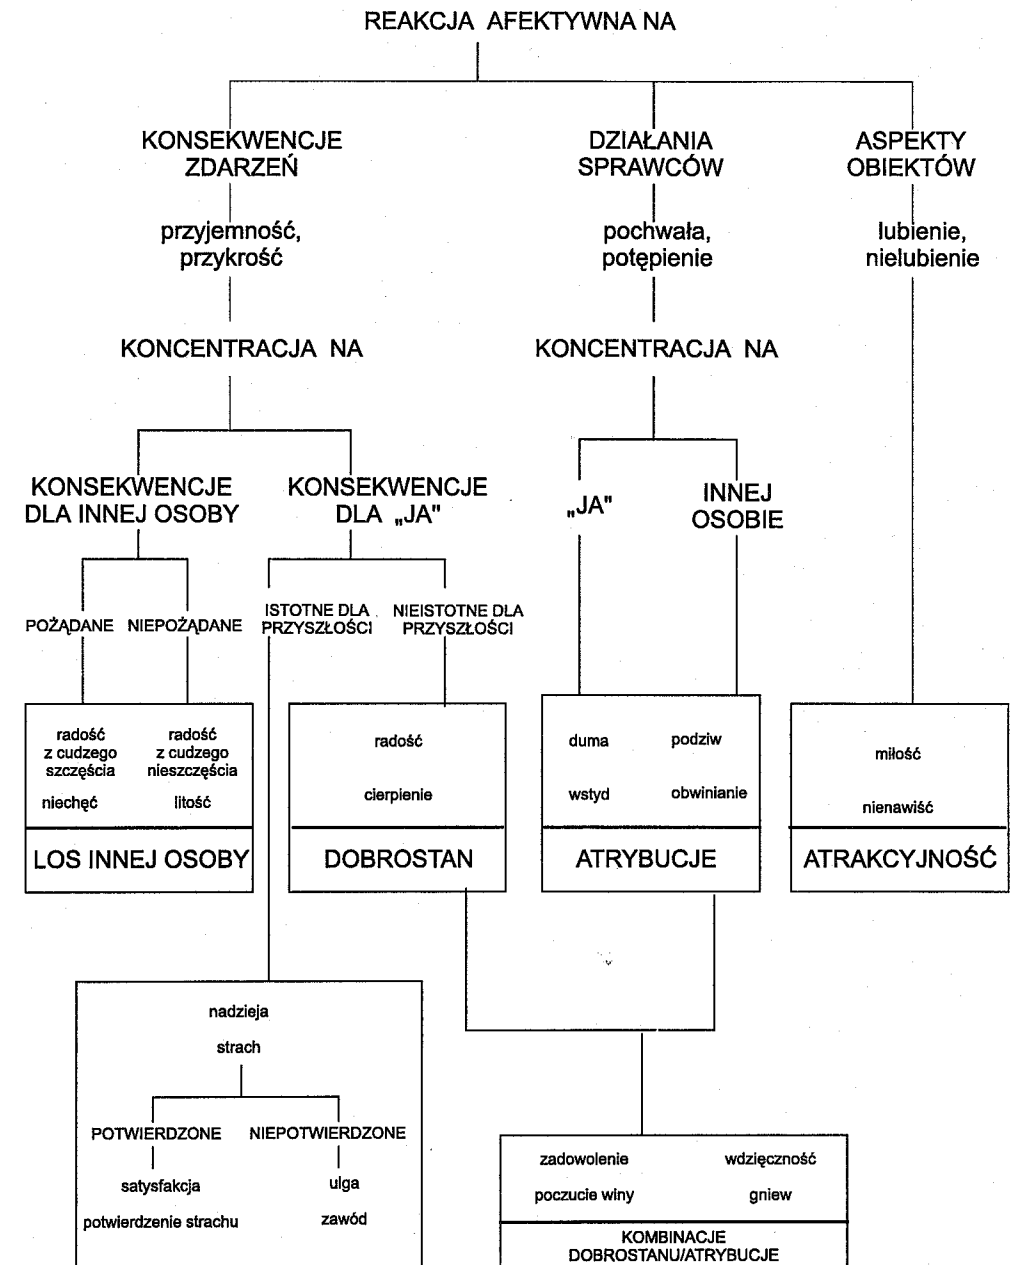 REAKCJA AFEKTYWNA NA
KONSEKWENCJE
ZDARZEŃ
DZIAŁANIA
SPRAWCÓW
ASPEKTY
OBIEKTÓW
przyjemność,
przykrość
pochwała,
potępienie
lubienie,
nielubienie
KONCENTRACJA NA
KONCENTRACJA NA
KONSEKWENCJE
DLA INNEJ OSOBY
KONSEKWENCJE
DLA „JA"
„JA"
INNEJ
OSOBIE
POŻĄDANE
NIEPOŻĄDANE
ISTOTNE DLA
PRZYSZŁOŚCI
NIEISTOTNE DLA
PRZYSZŁOŚCI
radość
z cudzego
szczęścia
radość
z cudzego
nieszczęścia
niechęć
litość
LOS INNEJ OSOBY
radość
cierpienie
DOBROSTAN
duma
podziw
wstyd
obwinianie
ATRYBUCJE
miłość
nienawiść
ATRAKCYJNOŚĆ
nadzieja
strach
POTWIERDZONE
NIEPOTWIERDZONE
satysfakcja
ulga
potwierdzenie strachu
zawód
zadowolenie
wdzięczność
poczucie winy
gniew
KOMBINACJE
DOBROSTANU/ATRYBUCJE